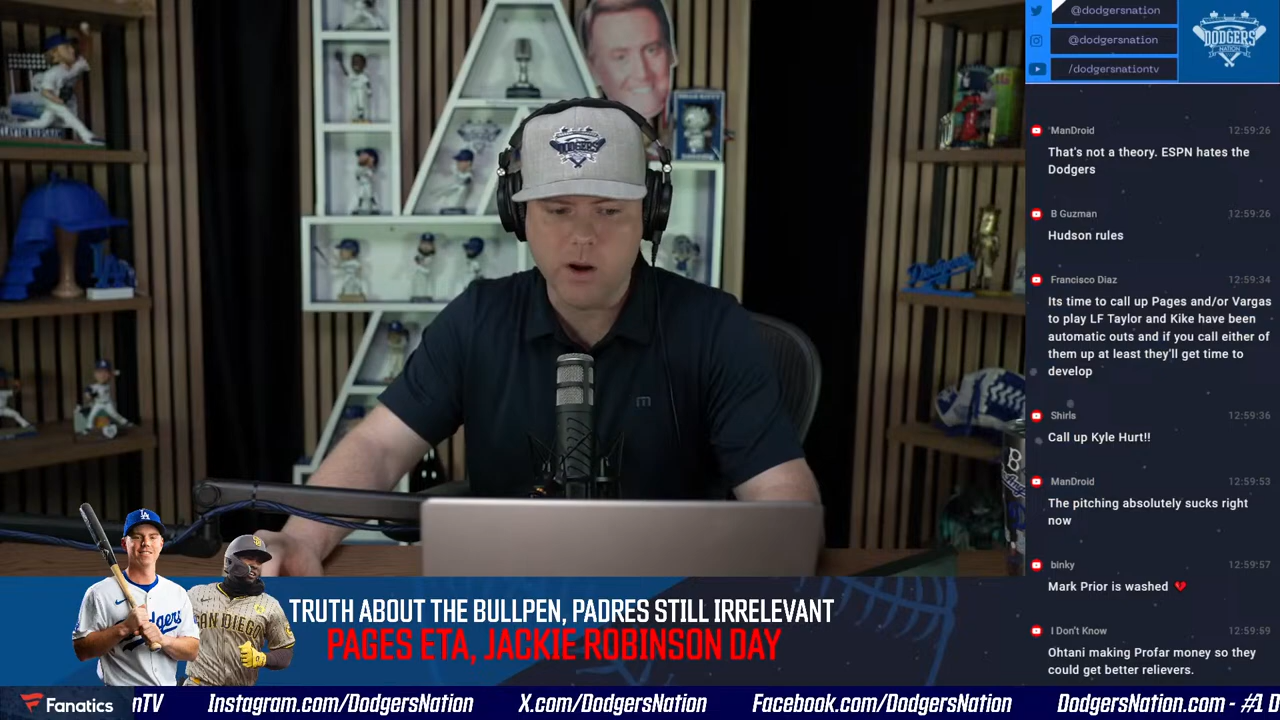 @dodgersnation
@dodgersnation
/dodgersnationtv
DODGERS
NATION
'ManDroid 12:59:26
That's not a theory. ESPN hates the
Dodgers
B Guzman 12:59:26
Hudson rules
Francisco Diaz 12:59:34
Its time to call up Pages and/or Vargas
to play LF Taylor and Kike have been
automatic outs and if you call either of
them up at least they'll get time to
develop
Shirls 12:59:36
Call up Kyle Hurt!!
ManDroid 12:59:53
The pitching absolutely sucks right
now
binky 12:59:57
Mark Prior is washed 💔
I Don't Know 12:59:59
Ohtani making Profar money so they
could get better relievers.
DODGERS
Dodgers
LA
m
LA
Dodgers
SD
SAN DIEGO
TRUTH ABOUT THE BULLPEN, PADRES STILL IRRELEVANT
PAGES ETA, JACKIE ROBINSON DAY
Fanatics nTV Instagram.com/DodgersNation X.com/DodgersNation Facebook.com/DodgersNation DodgersNation.com - #1 D